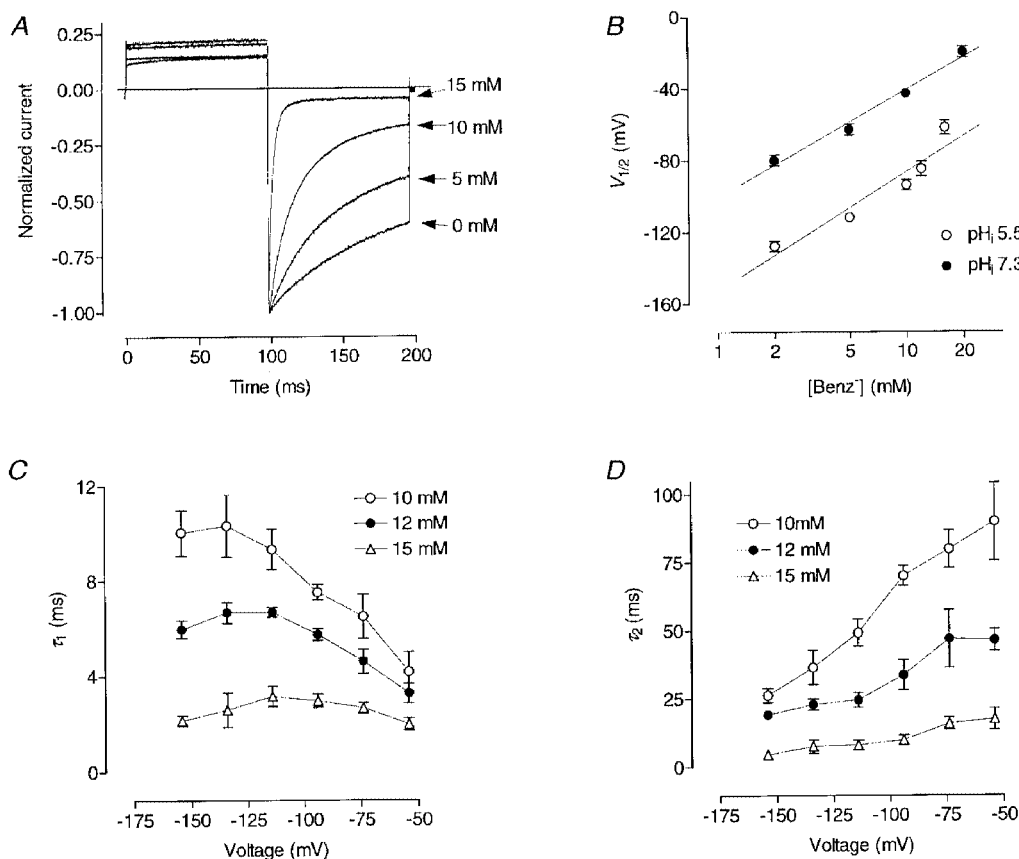 A
0.25
0.00
-0.25
-0.50
-0.75
-1.00
Normalized current
15 mM
10 mM
5 mM
0 mM
0 50 100 150 200
Time (ms)
B
0
-40
-80
-120
-160
V1/2 (mV)
pHi 5.5
pHi 7.3
1 2 5 10 20
[Benz-] (mM)
C
12
8
4
0
τ1 (ms)
10 mM
12 mM
15 mM
-175 -150 -125 -100 -75 -50
Voltage (mV)
D
100
75
50
25
0
τ2 (ms)
10mM
12 mM
15 mM
-175 -150 -125 -100 -75 -50
Voltage (mV)